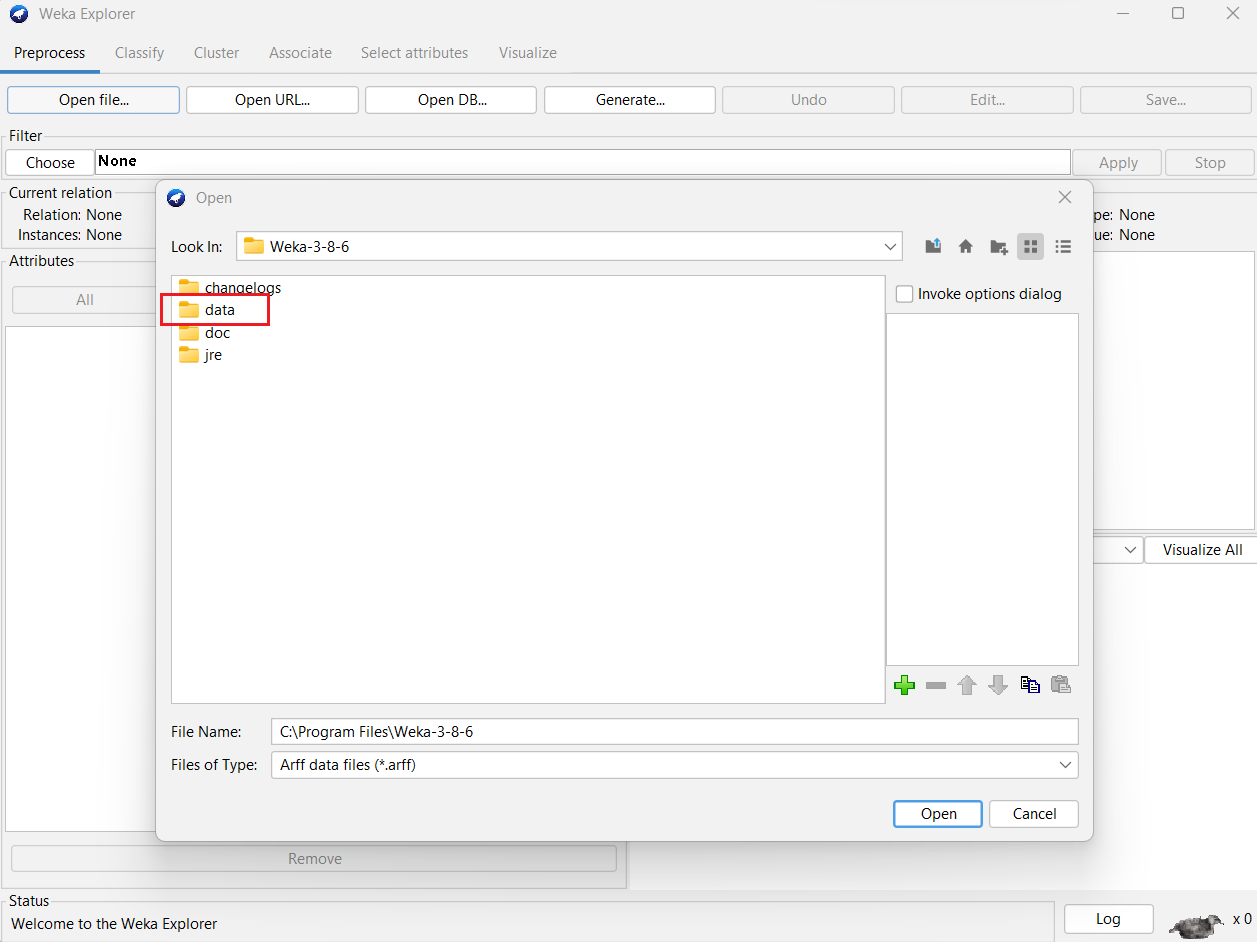 Weka Explorer
Preprocess Classify Cluster Associate Select attributes Visualize
Open file... Open URL... Open DB... Generate... Undo Edit... Save...
Filter
Choose None Apply Stop
Current relation
Relation: None pe: None
Instances: None ue: None
Attributes
All
Open
Look In: Weka-3-8-6
changelogs
data
doc
jre
Invoke options dialog
Visualize All
File Name: C:\Program Files\Weka-3-8-6
Files of Type: Arff data files (*.arff)
Open Cancel
Remove
Status
Welcome to the Weka Explorer
Log x 0